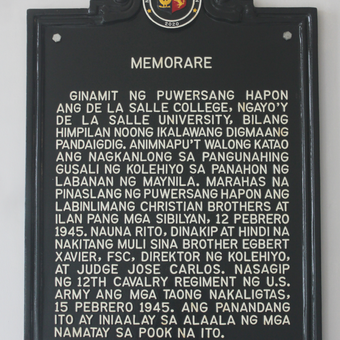 2020
MEMORARE
GINAMIT NG PUWERSANG HAPON
ANG DE LA SALLE COLLEGE, NGAYO'Y
DE LA SALLE UNIVERSITY, BILANG
HIMPILAN NOONG IKALAWANG DIGMAANG
PANDAIGDIG. ANIMNAPU'T WALONG KATAO
ANG NAGKANLONG SA PANGUNAHING
GUSALI NG KOLEHIYO SA PANAHON NG
LABANAN NG MAYNILA. MARAHAS NA
PINASLANG NG PUWERSANG HAPON ANG
LABINLIMANG CHRISTIAN BROTHERS AT
ILAN PANG MGA SIBILYAN, 12 PEBRERO
1945. NAUNA RITO, DINAKIP AT HINDI NA
NAKITANG MULI SINA BROTHER EGBERT
XAVIER, FSC, DIREKTOR NG KOLEHIYO,
AT JUDGE JOSE CARLOS. NASAGIP
NG 12TH CAVALRY REGIMENT NG U.S.
ARMY ANG MGA TAONG NAKALIGTAS,
15 PEBRERO 1945. ANG PANANDANG
ITO AY INIAALAY SA ALAALA NG MGA
NAMATAY SA POOK NA ITO.